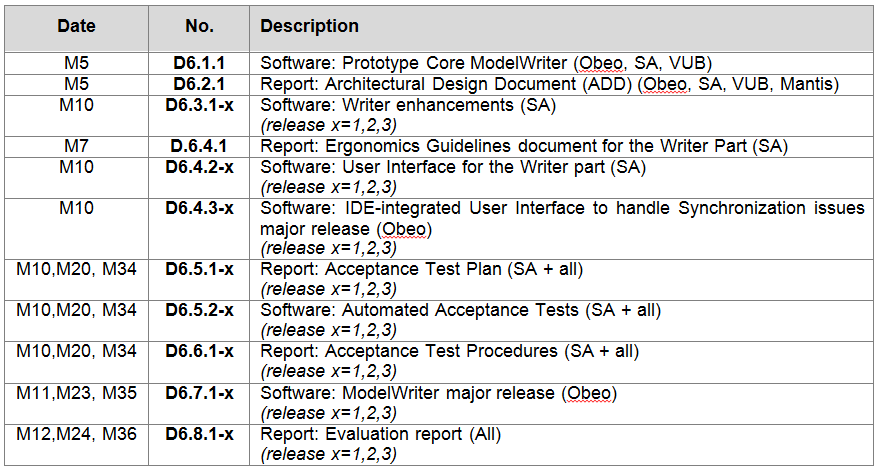 Date No. Description
M5 D6.1.1 Software: Prototype Core ModelWriter (Obeo, SA, VUB)
M5 D6.2.1 Report: Architectural Design Document (ADD) (Obeo, SA, VUB, Mantis)
M10 D6.3.1-x Software: Writer enhancements (SA)
(release x=1,2,3)
M7 D.6.4.1 Report: Ergonomics Guidelines document for the Writer Part (SA)
M10 D6.4.2-x Software: User Interface for the Writer part (SA)
(release x=1,2,3)
M10 D6.4.3-x Software: IDE-integrated User Interface to handle Synchronization issues
major release (Obeo)
(release x=1,2,3)
M10,M20, M34 D6.5.1-x Report: Acceptance Test Plan (SA + all)
(release x=1,2,3)
M10,M20, M34 D6.5.2-x Software: Automated Acceptance Tests (SA + all)
(release x=1,2,3)
M10,M20, M34 D6.6.1-x Report: Acceptance Test Procedures (SA + all)
(release x=1,2,3)
M11,M23, M35 D6.7.1-x Software: ModelWriter major release (Obeo)
(release x=1,2,3)
M12,M24, M36 D6.8.1-x Report: Evaluation report (All)
(release x=1,2,3)